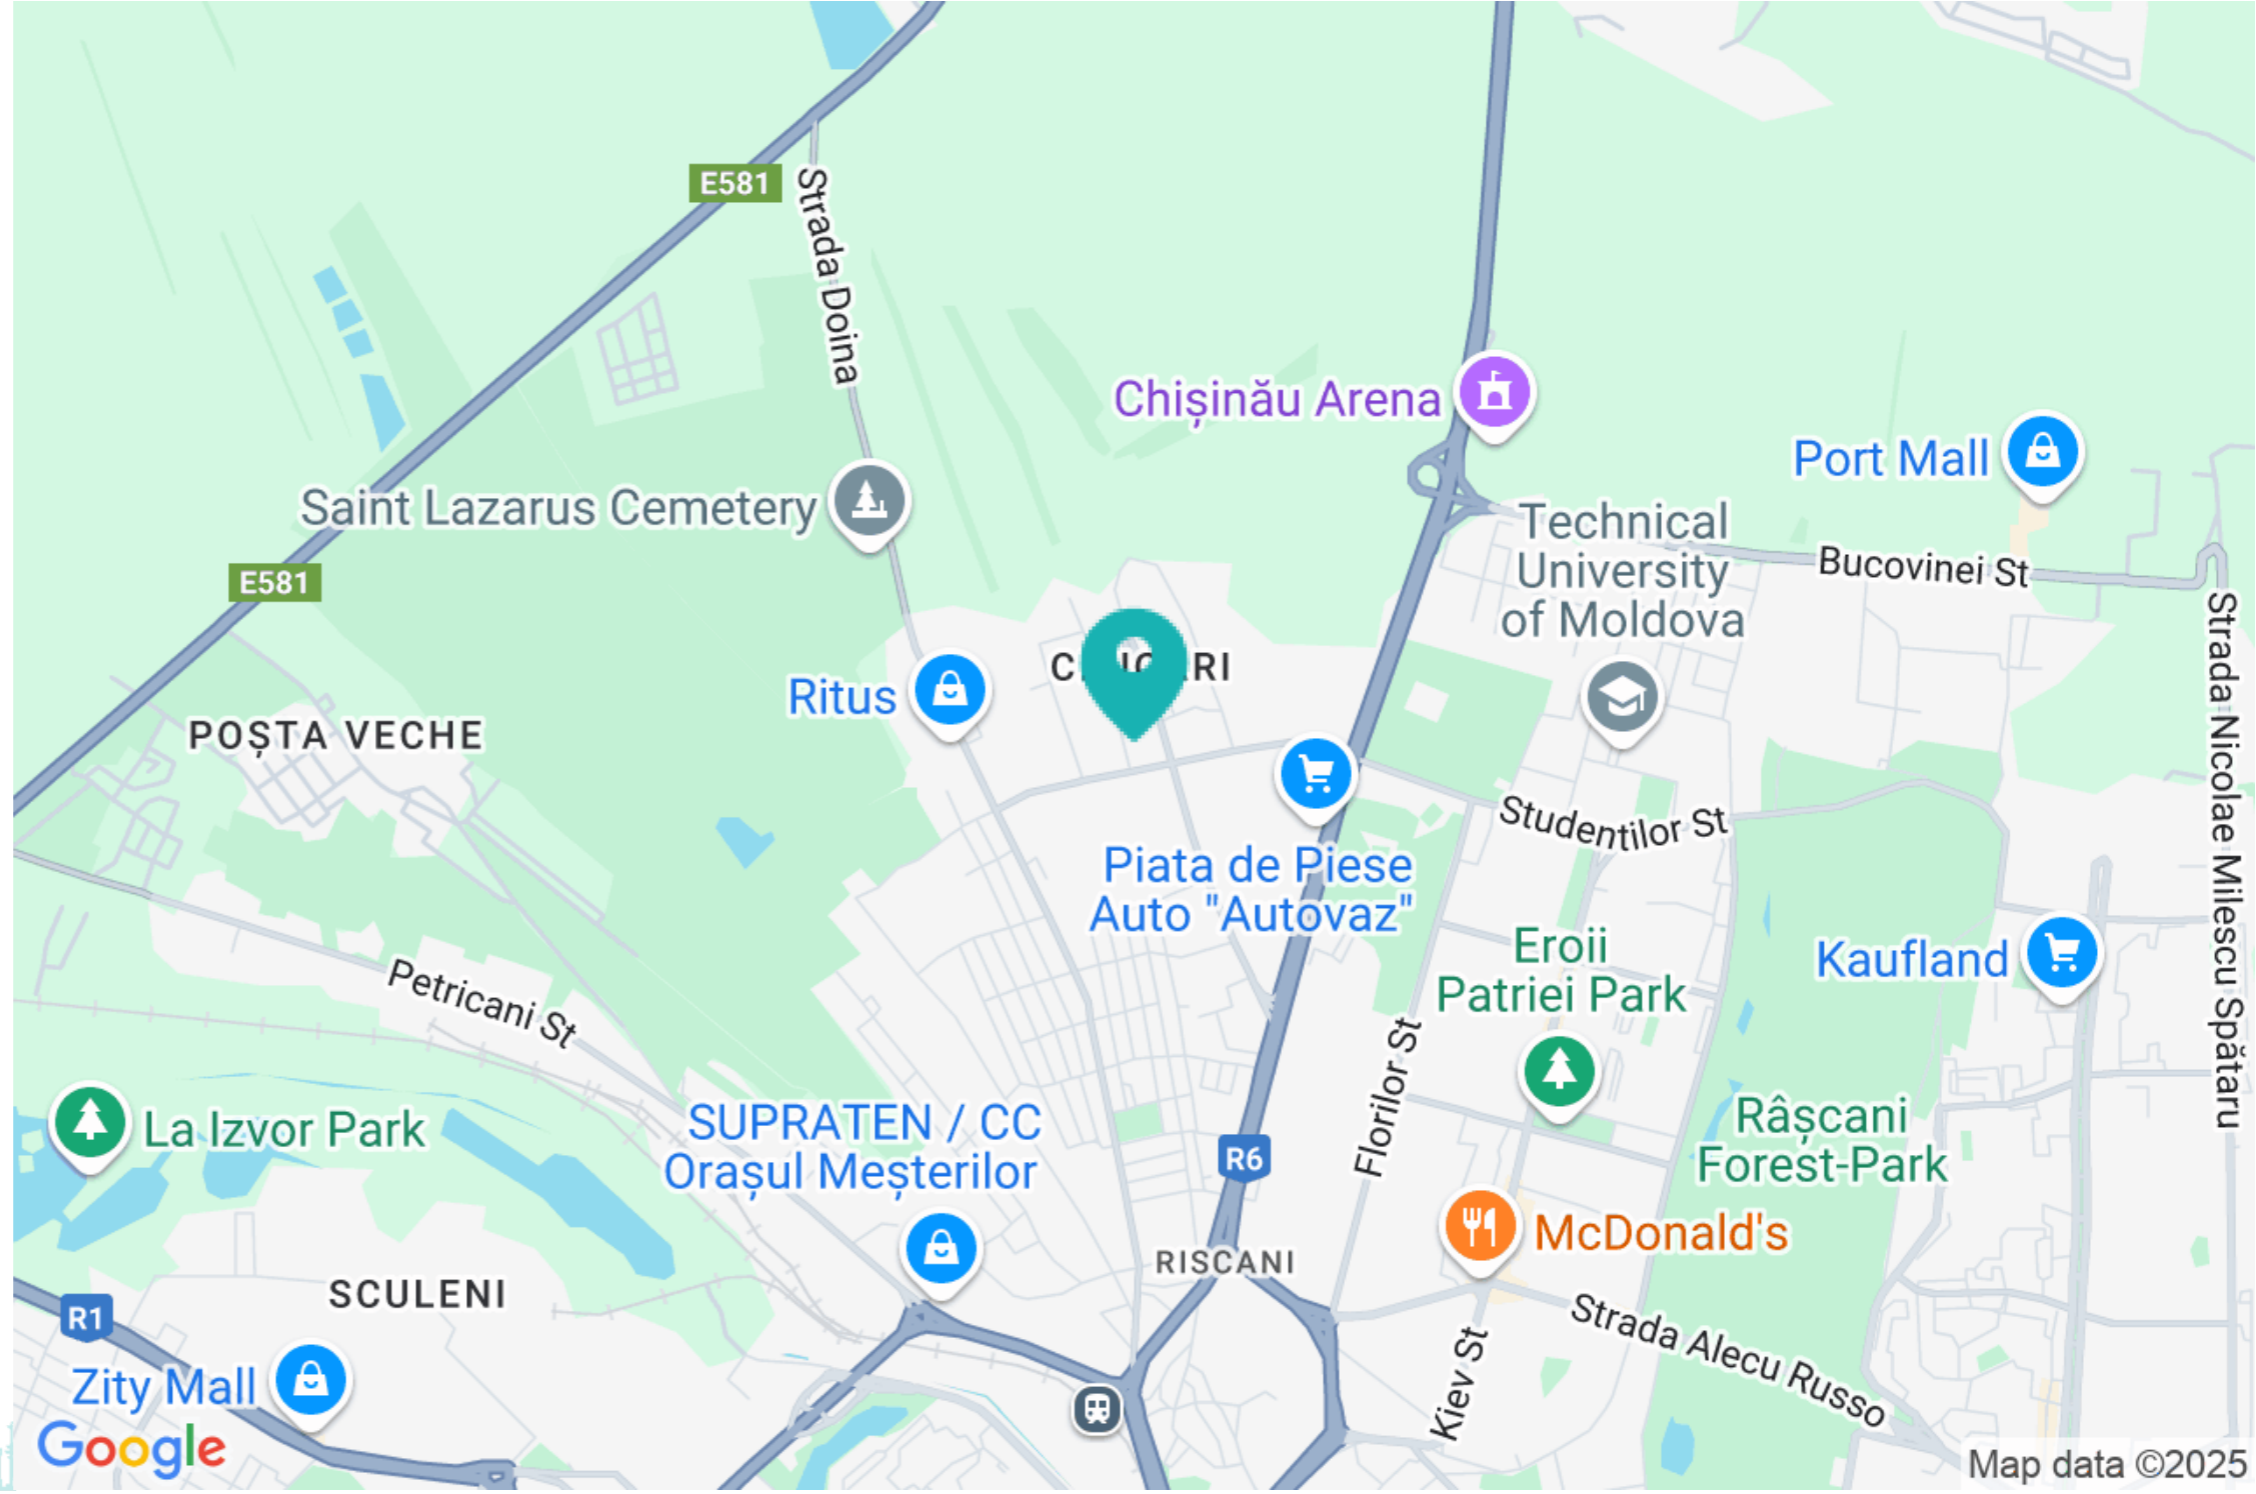 E581
Strada Doina
Chișinău Arena
Port Mall
Saint Lazarus Cemetery
Technical
University
of Moldova
Bucovinei St
E581
Strada Nicolae Milescu Spătaru
Ritus
POȘTA VECHE
Studentilor St
Piata de Piese
Auto "Autovaz"
Eroii
Patriei Park
Kaufland
Petricani St
Florilor St
La Izvor Park
SUPRATEN / CC
Orașul Meșterilor
Râșcani
Forest-Park
R6
McDonald's
RISCANI
SCULENI
R1
Strada Alecu Russo
Kiev St
Zity Mall
Google
Map data ©2025